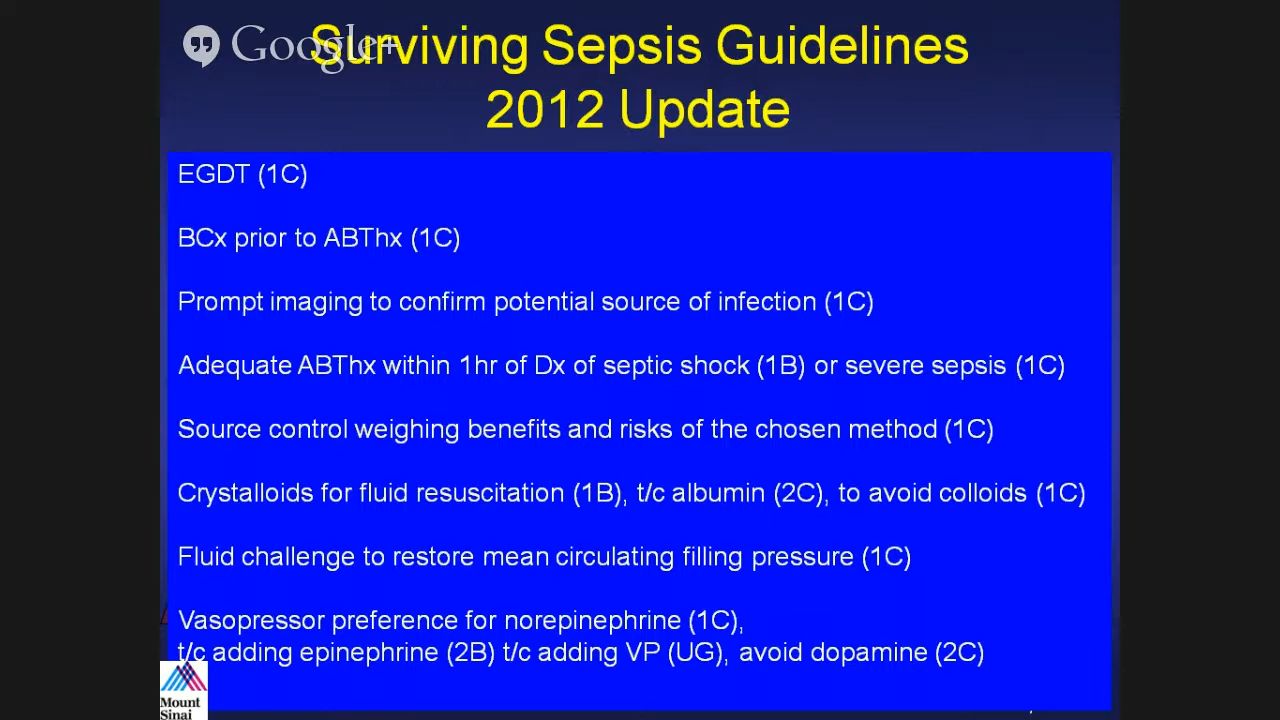 Google+
Surviving Sepsis Guidelines
2012 Update
EGDT (1C)
BCx prior to ABThx (1C)
Prompt imaging to confirm potential source of infection (1C)
Adequate ABThx within 1hr of Dx of septic shock (1B) or severe sepsis (1C)
Source control weighing benefits and risks of the chosen method (1C)
Crystalloids for fluid resuscitation (1B), t/c albumin (2C), to avoid colloids (1C)
Fluid challenge to restore mean circulating filling pressure (1C)
Vasopressor preference for norepinephrine (1C),
t/c adding epinephrine (2B) t/c adding VP (UG), avoid dopamine (2C)
Mount
Sinai